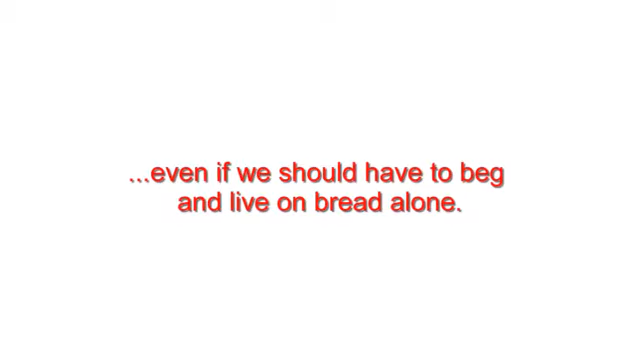 ...even if we should have to beg
and live on bread alone.